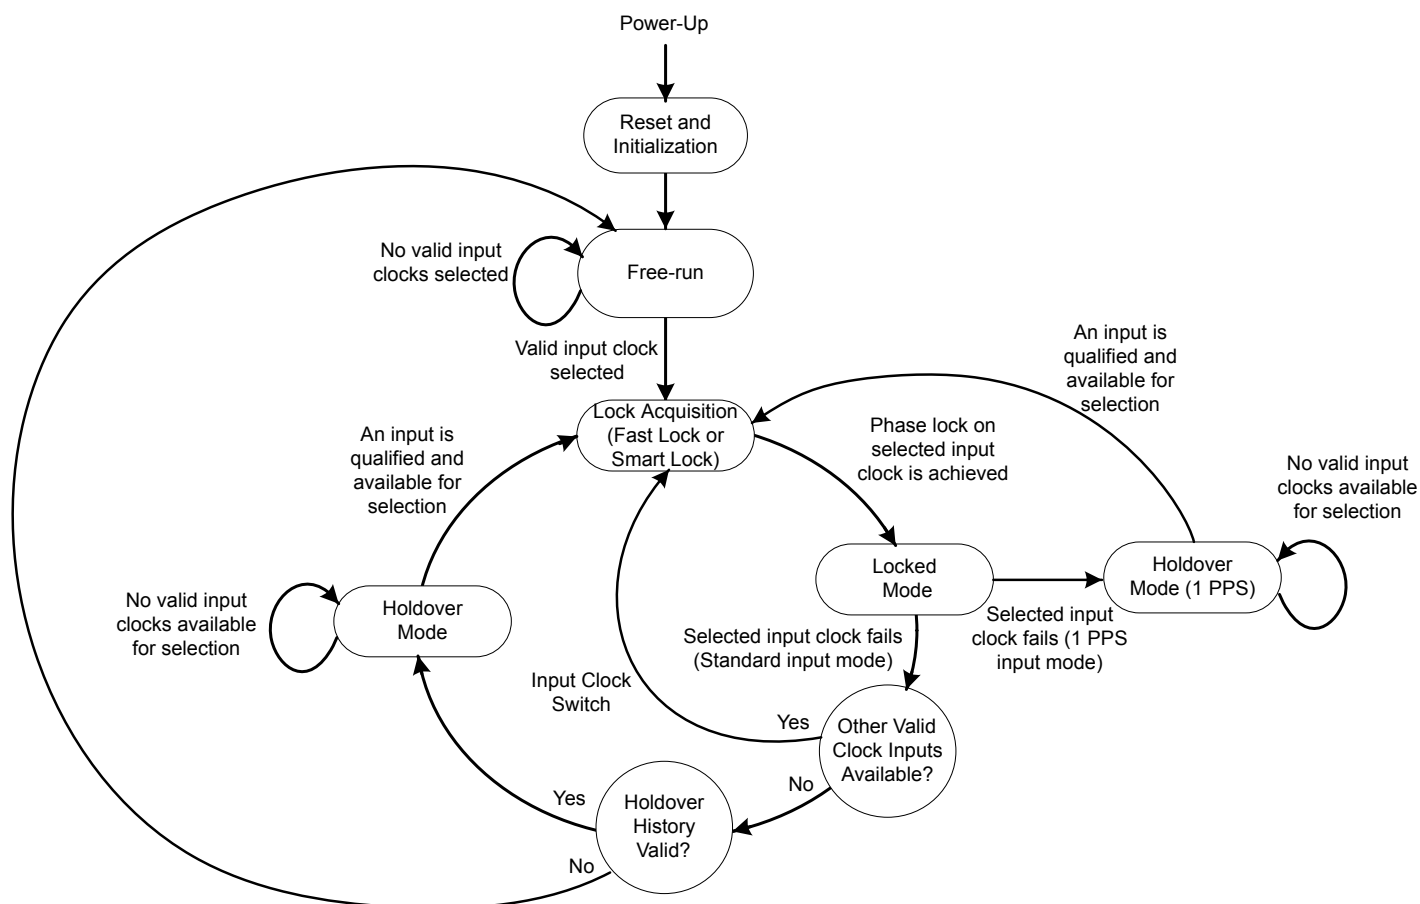 Power-Up
Reset and
Initialization
No valid input
clocks selected
Free-run
Valid input clock
selected
An input is
qualified and
available for
selection
Lock Acquisition
(Fast Lock or
Smart Lock)
Phase lock on
selected input
clock is achieved
An input is
qualified and
available for
selection
No valid input
clocks available
for selection
Locked
Mode
Holdover
Mode (1 PPS)
No valid input
clocks available
for selection
Holdover
Mode
Selected input clock fails
(Standard input mode)
Selected input
clock fails (1 PPS
input mode)
Input Clock
Switch
Yes
Other Valid
Clock Inputs
Available?
No
Yes
Holdover
History
Valid?
No